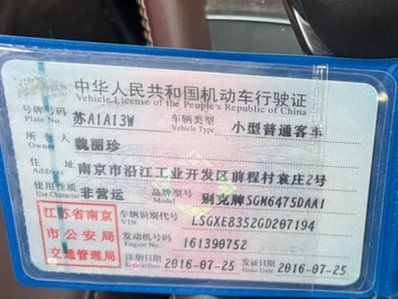 中华人民共和国机动车行驶证
Vehicle License of the People's Republic of China
号牌号码 苏A1A13W 车辆类型 小型普通客车
Plate No. Vehicle Type
所有人 魏丽珍
Owner
住址 南京市沿江工业开发区前程村袁庄2号
Address
使用性质 非营运 品牌型号 别克牌SGM6475DAA1
Use Character Model
江苏省南京 车辆识别代号 LSGXE8352GD207194
VIN
市公安局 发动机号码 161390752
Engine No.
交通管理局 注册日期 2016-07-25 发证日期 2016-07-25
Register Date Issue Date